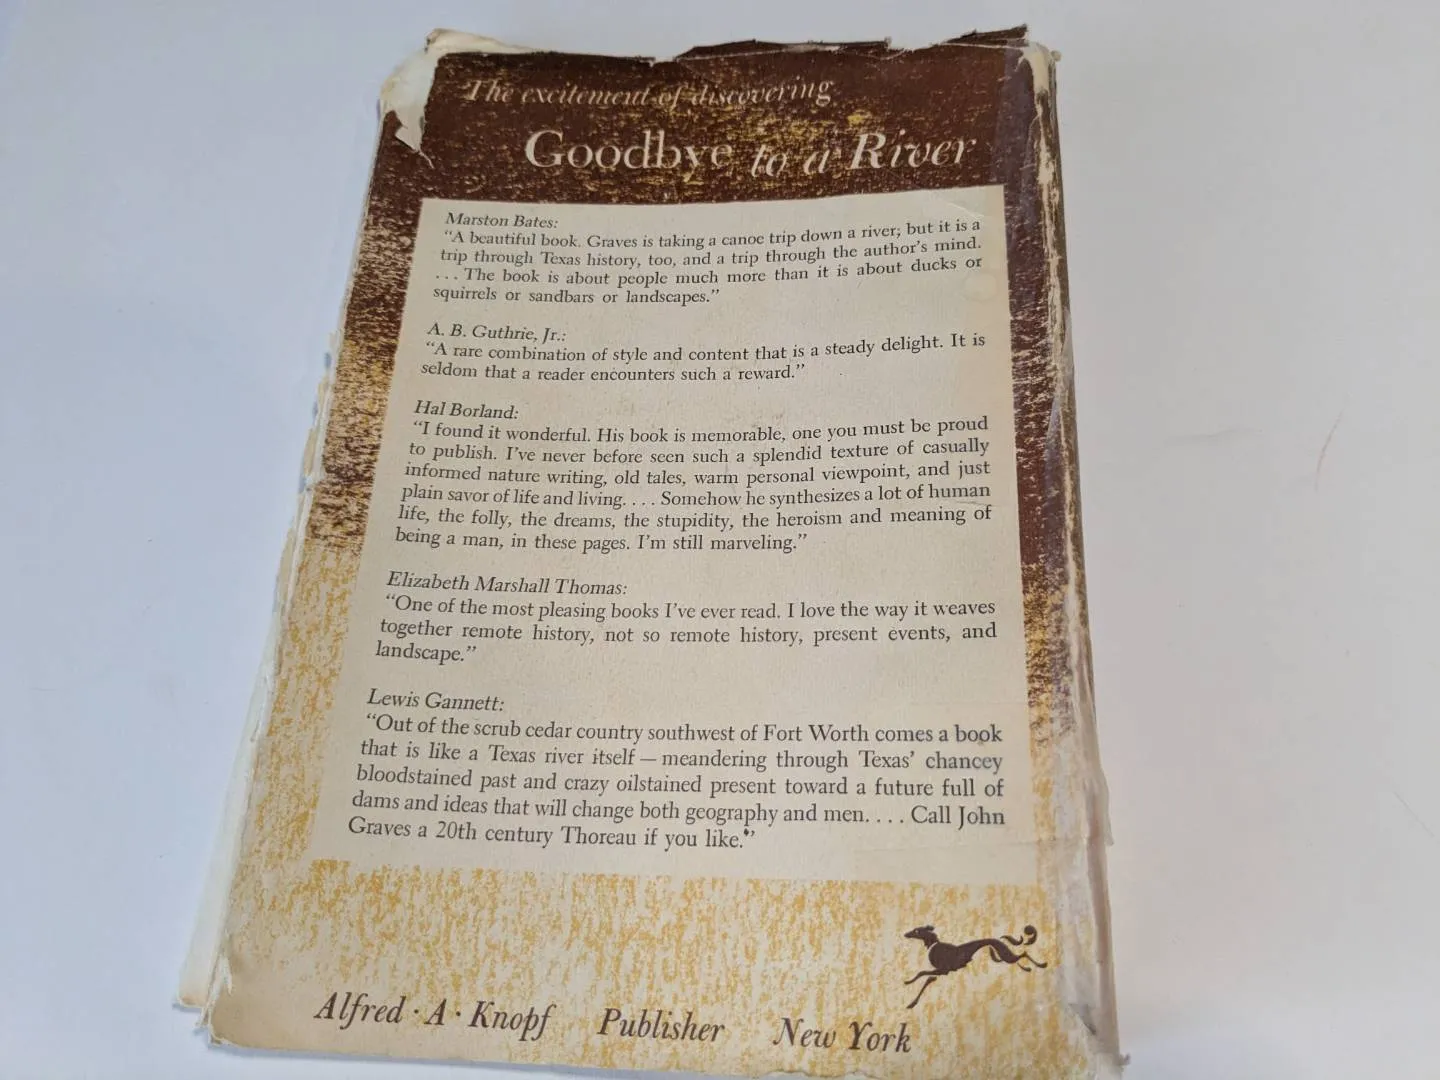 The excitement of discovering
Goodbye to a River
Marston Bates:
“A beautiful book. Graves is taking a canoe trip down a river; but it is a
trip through Texas history, too, and a trip through the author’s mind.
. . . The book is about people much more than it is about ducks or
squirrels or sandbars or landscapes.”
A. B. Guthrie, Jr.:
“A rare combination of style and content that is a steady delight. It is
seldom that a reader encounters such a reward.”
Hal Borland:
“I found it wonderful. His book is memorable, one you must be proud
to publish. I’ve never before seen such a splendid texture of casually
informed nature writing, old tales, warm personal viewpoint, and just
plain savor of life and living. . . . Somehow he synthesizes a lot of human
life, the folly, the dreams, the stupidity, the heroism and meaning of
being a man, in these pages. I’m still marveling.”
Elizabeth Marshall Thomas:
“One of the most pleasing books I’ve ever read. I love the way it weaves
together remote history, not so remote history, present events, and
landscape.”
Lewis Gannett:
“Out of the scrub cedar country southwest of Fort Worth comes a book
that is like a Texas river itself — meandering through Texas’ chancey
bloodstained past and crazy oilstained present toward a future full of
dams and ideas that will change both geography and men. . . . Call John
Graves a 20th century Thoreau if you like.”
Alfred · A · Knopf Publisher New York